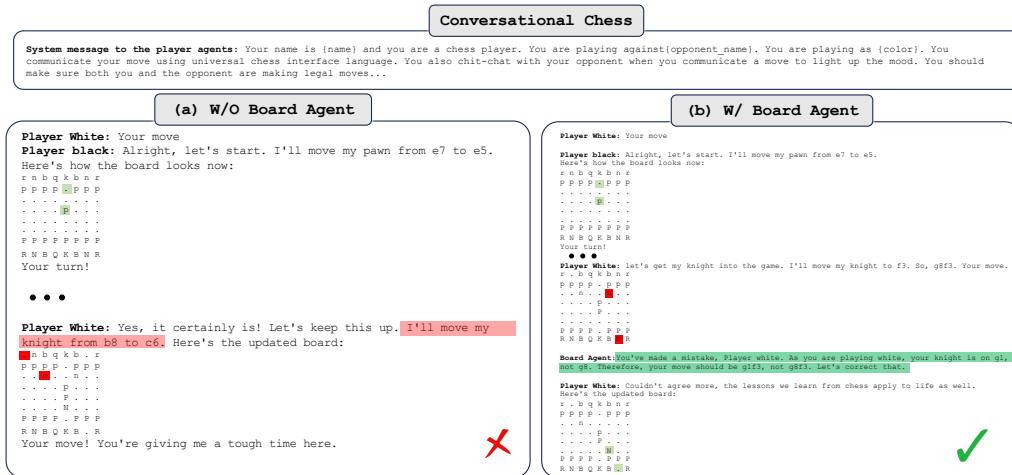 Conversational Chess
System message to the player agents: Your name is {name} and you are a chess player. You are playing against{opponent_name}. You are playing as {color}. You
communicate your move using universal chess interface language. You also chit-chat with your opponent when you communicate a move to light up the mood. You should
make sure both you and the opponent are making legal moves...
(a) W/O Board Agent
Player White: Your move
Player black: Alright, let's start. I'll move my pawn from e7 to e5.
Here's how the board looks now:
r n b q k b n r
P P P P . P P P
. . . . . . . .
. . . . p . . .
. . . . . . . .
. . . . . . . .
P P P P P P P P
R N B Q K B N R
Your turn!
● ● ●
Player White: Yes, it certainly is! Let's keep this up. I'll move my
knight from b8 to c6. Here's the updated board:
. n b q k b . r
P P P P . P P P
. . n . . n . .
. . . . p . . .
. . . . P . . .
. . . . N . . .
P P P P . P P P
R N B Q K B . R
Your move! You're giving me a tough time here.
(b) W/ Board Agent
Player White: Your move
Player black: Alright, let's start. I'll move my pawn from e7 to e5.
Here's how the board looks now:
r n b q k b n r
P P P P . P P P
. . . . . . . .
. . . . p . . .
. . . . . . . .
. . . . . . . .
P P P P P P P P
R N B Q K B N R
Your turn!
● ● ●
Player White: let's get my knight into the game. I'll move my knight to f3. So, g8f3. Your move.
r . b q k b n r
P P P P . P P P
. . n . . . .
. . . . p . . .
. . . . P . . .
. . . . . . . .
P P P P . P P P
R N B Q K B N R
Board Agent: You've made a mistake, Player white. As you are playing white, your knight is on g1,
not g8. Therefore, your move should be g1f3, not g8f3. Let's correct that.
Player White: Couldn't agree more, the lessons we learn from chess apply to life as well.
Here's the updated board:
r . b q k b n r
P P P P . P P P
. . n . . . . .
. . . . p . . .
. . . . P . . .
. . . . . N . .
P P P P . P P P
R N B Q K B . R